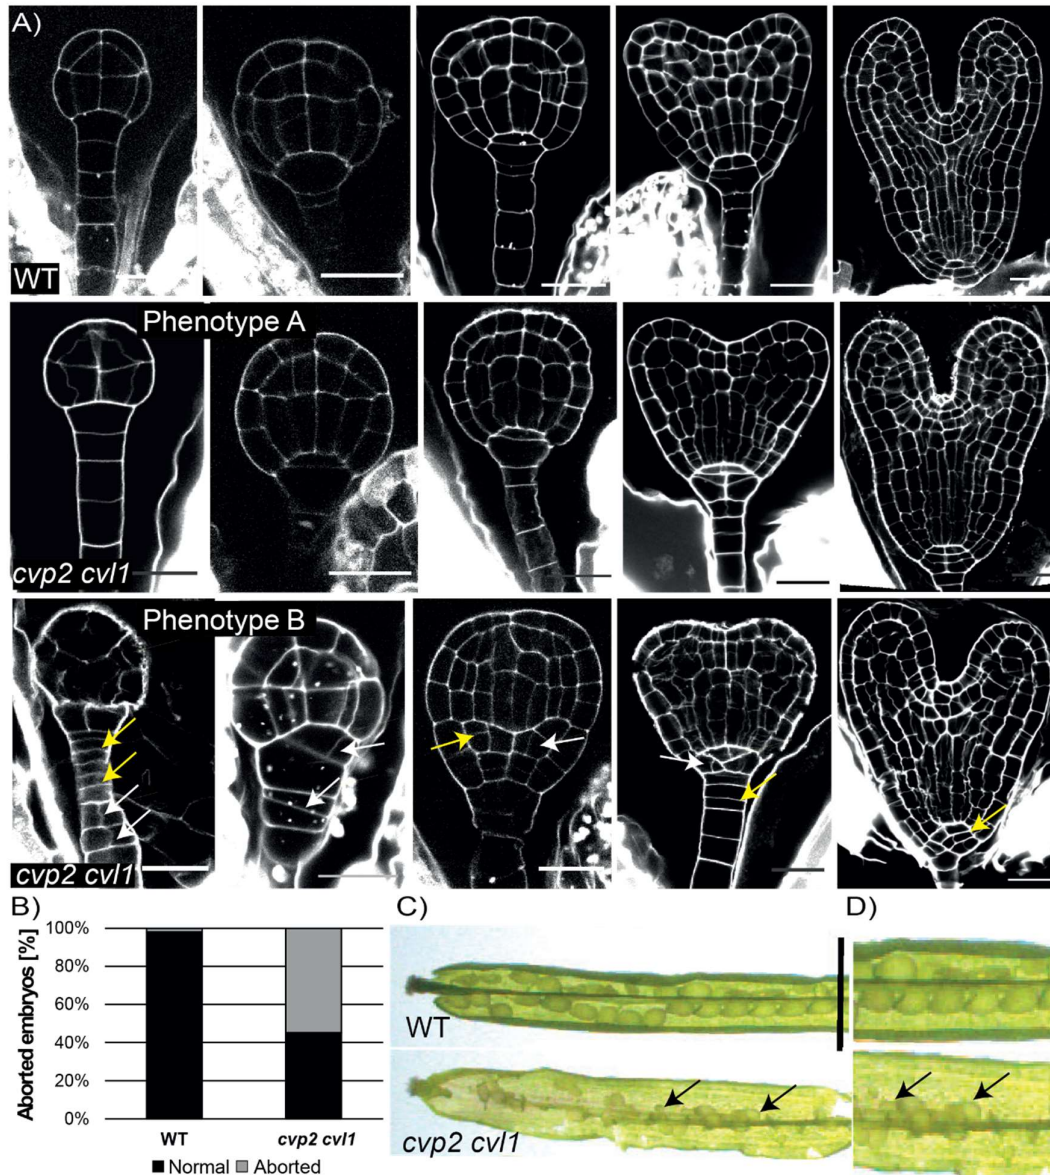 A)
WT
Phenotype A
cvp2 cvl1
Phenotype B
cvp2 cvl1
B)
Aborted embryos [%]
100%
80%
60%
40%
20%
0%
WT
cvp2 cvl1
Normal
Aborted
C)
WT
cvp2 cvl1
D)